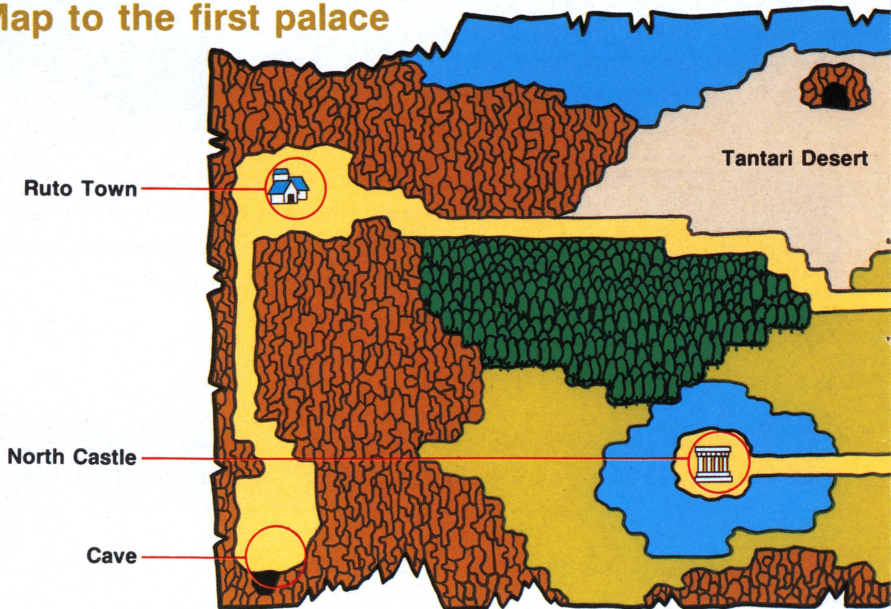 Map to the first palace
Tantari Desert
Ruto Town
North Castle
Cave